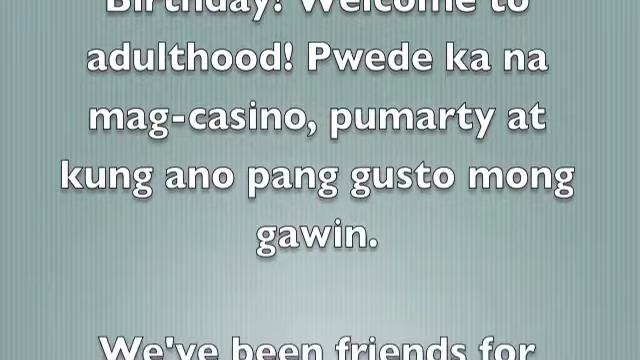 Birthday! Welcome to
adulthood! Pwede ka na
mag-casino, pumarty at
kung ano pang gusto mong
gawin.
We've been friends for